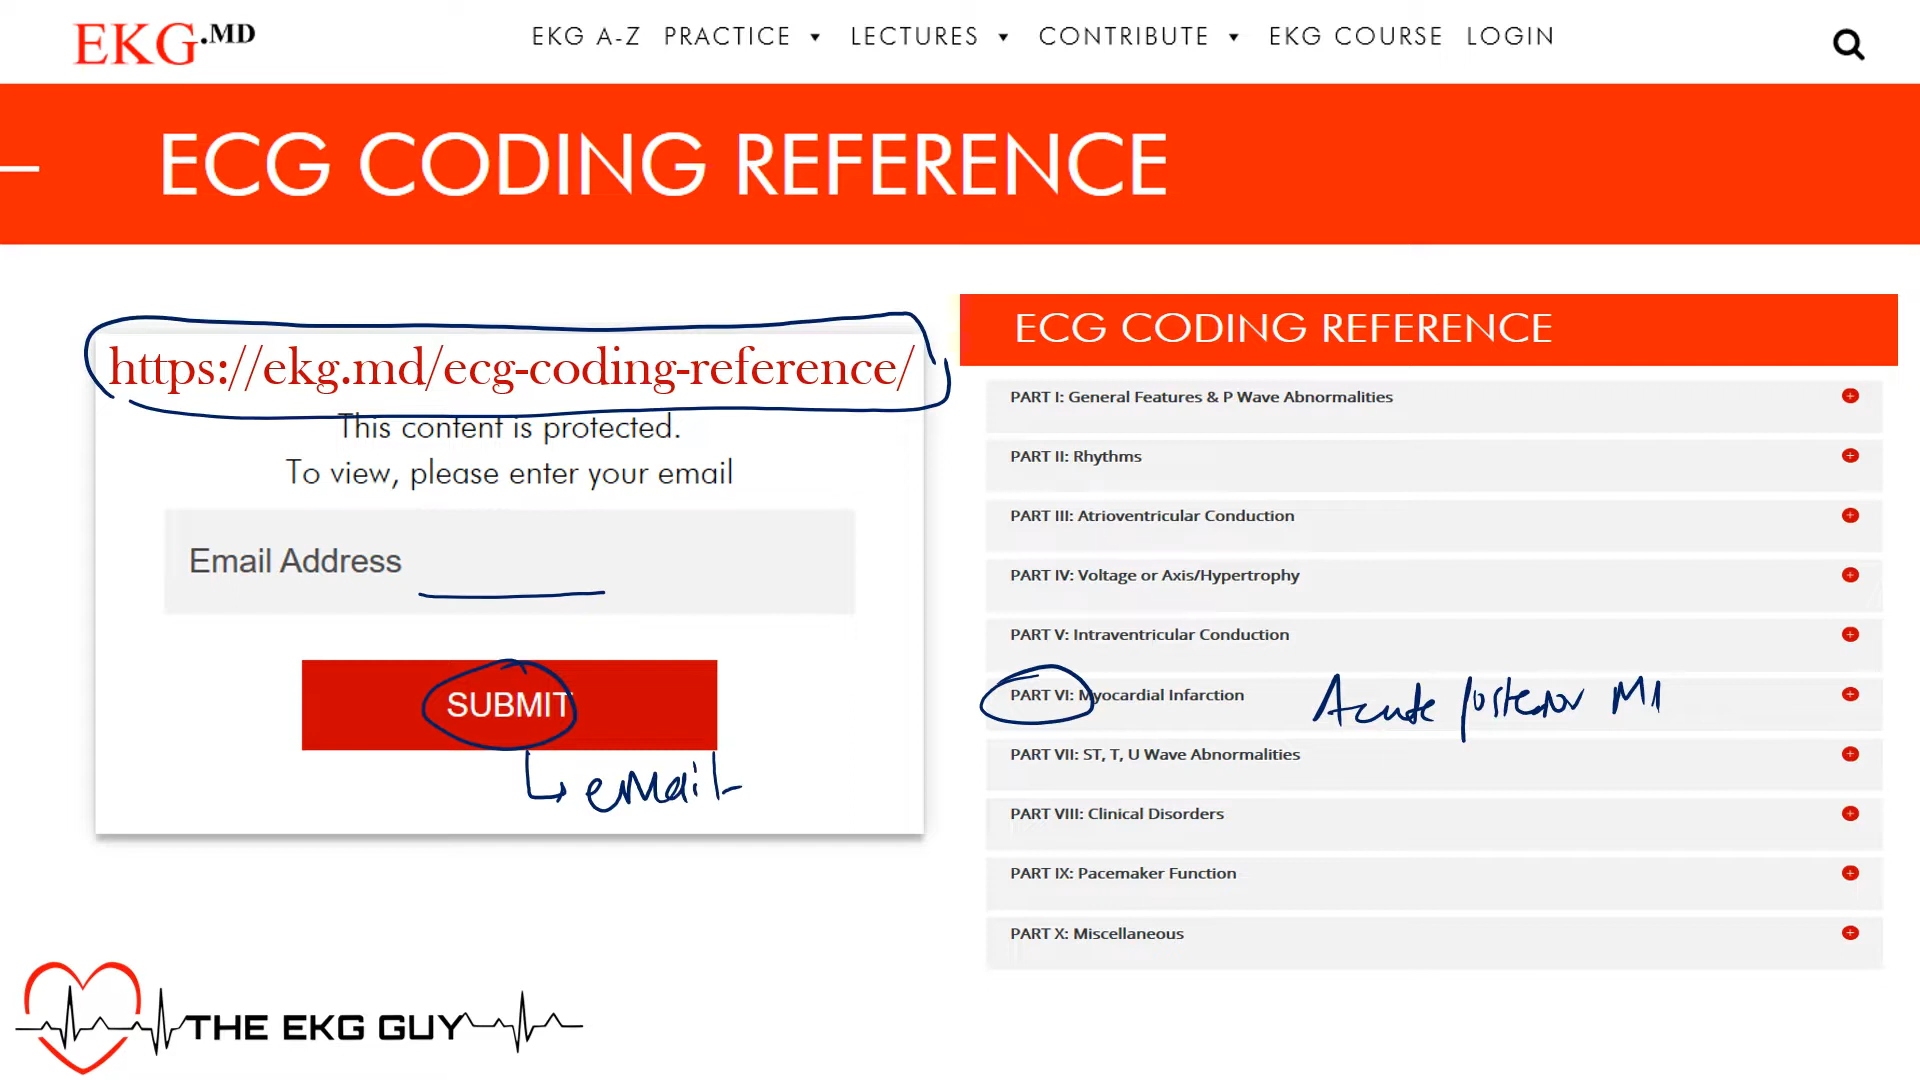 EKG.MD
EKG A-Z PRACTICE LECTURES CONTRIBUTE EKG COURSE LOGIN
ECG CODING REFERENCE
https://ekg.md/ecg-coding-reference/
This content is protected.
To view, please enter your email
Email Address
SUBMIT
email
ECG CODING REFERENCE
PART I: General Features & P Wave Abnormalities
PART II: Rhythms
PART III: Atrioventricular Conduction
PART IV: Voltage or Axis/Hypertrophy
PART V: Intraventricular Conduction
PART VI: Myocardial Infarction
Acute posterior MI
PART VII: ST, T, U Wave Abnormalities
PART VIII: Clinical Disorders
PART IX: Pacemaker Function
PART X: Miscellaneous
THE EKG GUY